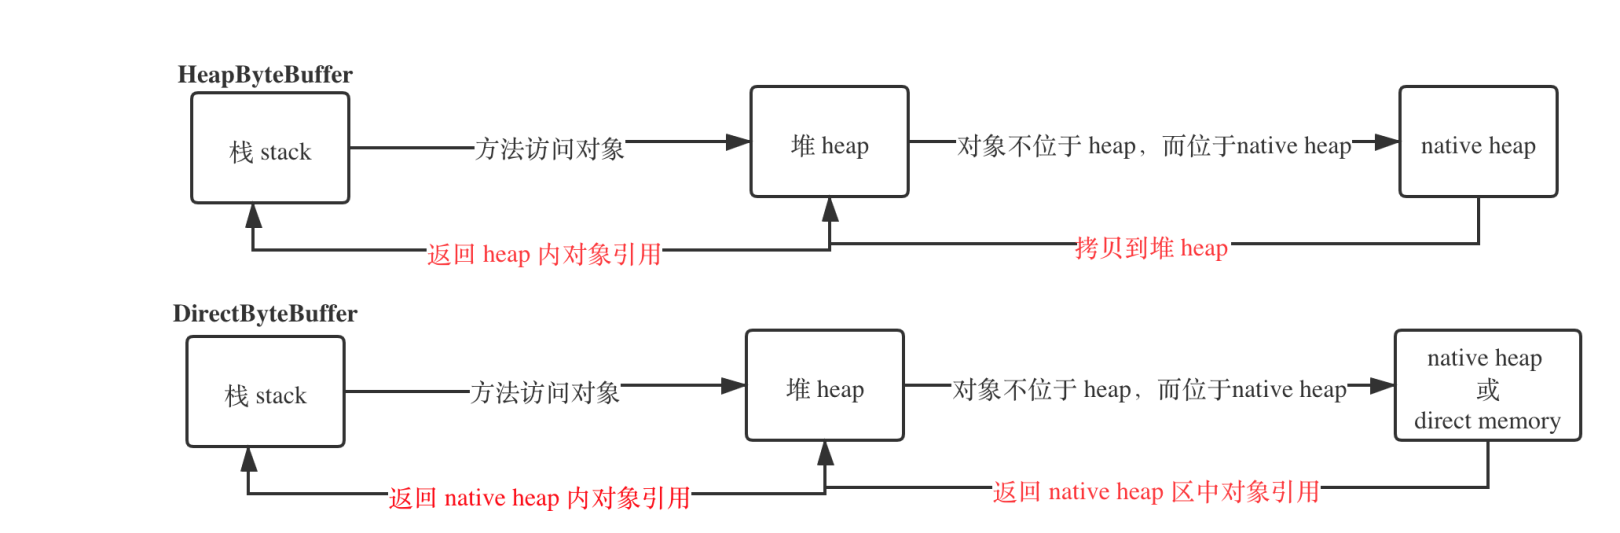 HeapByteBuffer
栈 stack
方法访问对象
堆 heap
对象不位于 heap，而位于native heap
native heap
返回 heap 内对象引用
拷贝到堆 heap
DirectByteBuffer
栈 stack
方法访问对象
堆 heap
对象不位于 heap，而位于native heap
native heap
或
direct memory
返回 native heap 内对象引用
返回 native heap 区中对象引用